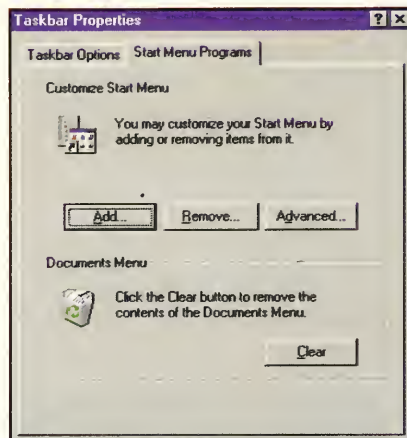 Taskbar Properties
Taskbar Options Start Menu Programs
Customize Start Menu
You may customize your Start Menu by
adding or removing items from it.
Add... Remove... Advanced...
Documents Menu
Click the Clear button to remove the
contents of the Documents Menu.
Clear